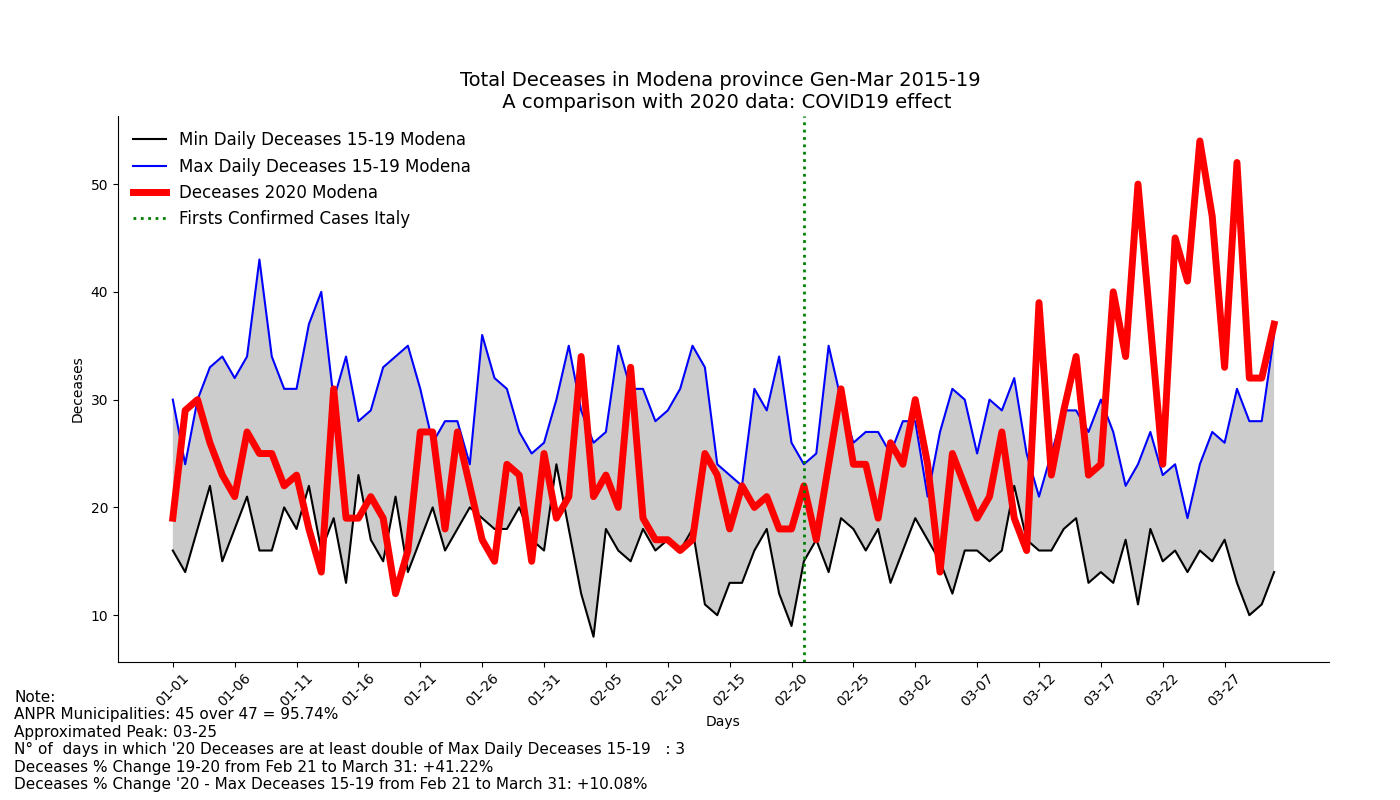 Total Deceases in Modena province Gen-Mar 2015-19
A comparison with 2020 data: COVID19 effect
Min Daily Deceases 15-19 Modena
Max Daily Deceases 15-19 Modena
Deceases 2020 Modena
Firsts Confirmed Cases Italy
Deceases
50
40
30
20
10
01-01
01-06
01-11
01-16
01-21
01-26
01-31
02-05
02-10
02-15
02-20
02-25
03-02
03-07
03-12
03-17
03-22
03-27
Days
Note:
ANPR Municipalities: 45 over 47 = 95.74%
Approximated Peak: 03-25
N° of  days in which '20 Deceases are at least double of Max Daily Deceases 15-19   : 3
Deceases % Change 19-20 from Feb 21 to March 31: +41.22%
Deceases % Change '20 - Max Deceases 15-19 from Feb 21 to March 31: +10.08%